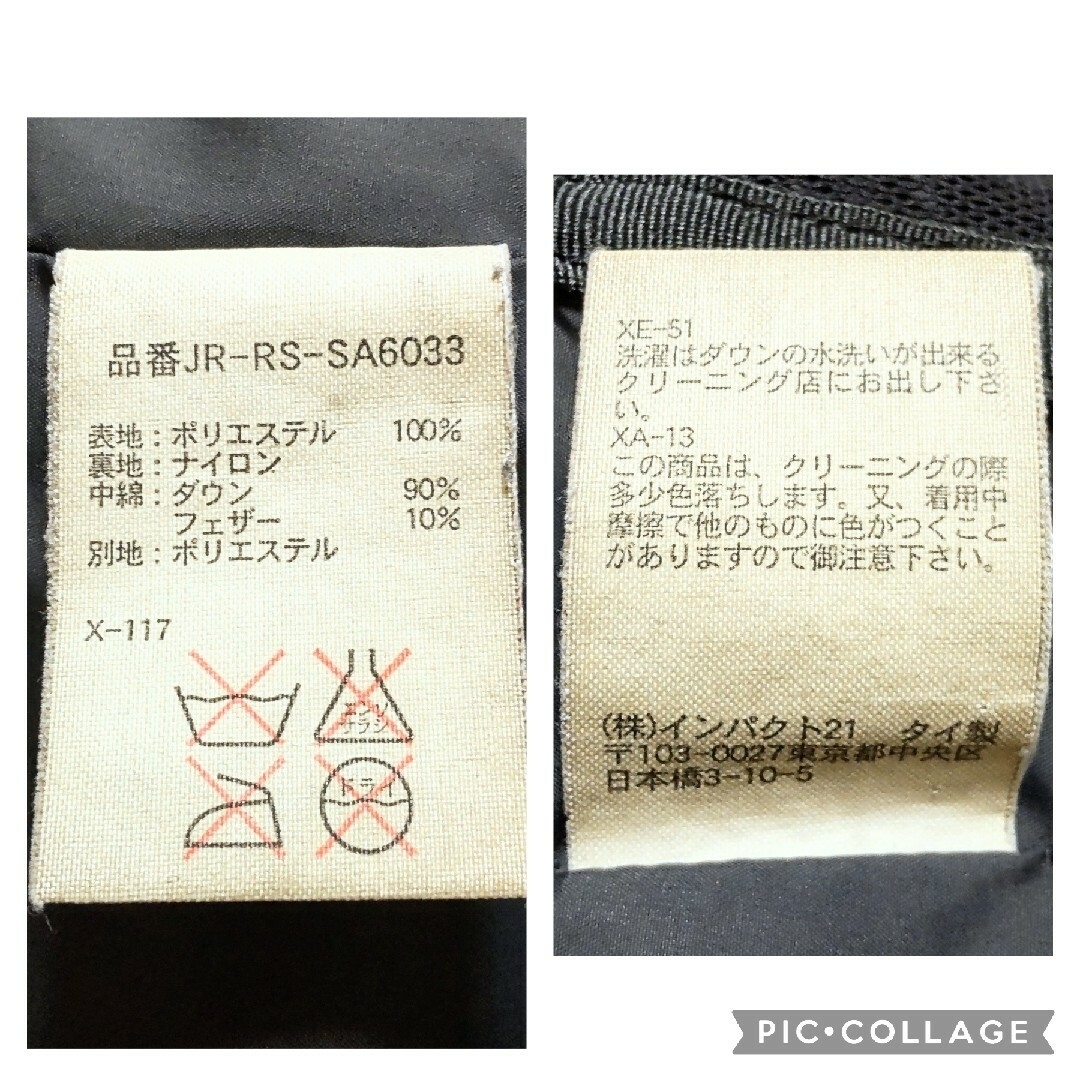 品番JR-RS-SA6033
表地：ポリエステル 100%
裏地：ナイロン
中綿：ダウン 90%
フェザー 10%
別地：ポリエステル
X-117
エンソ
サラシ
ドライ
XE-51
洗濯はダウンの水洗いが出来る
クリーニング店にお出し下さ
い。
XA-13
この商品は、クリーニングの際
多少色落ちします。又、着用中
摩擦で他のものに色がつくこと
がありますので御注意下さい。
(株)インパクト21 タイ製
〒103-0027東京都中央区
日本橋3-10-5
PIC•COLLAGE